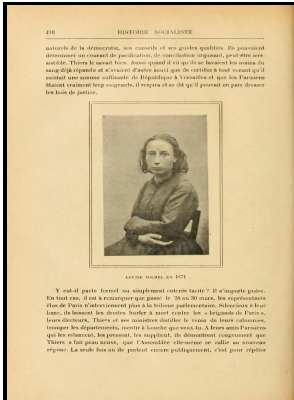 416 HISTOIRE SOCIALISTE
naturels de la démocratie, ses conseils et ses guides qualifiés. Ils pouvaient
déterminer un courant de pacification, de conciliation imposant, peut-être irré-
sistible. Thiers le savait bien. Aussi quand il vit qu'ils se lavaient les mains du
sang déjà répandu et n'avaient d'autre souci que de certifier à tout venant qu'il
existait une somme suffisante de République à Versailles et que les Parisiens
étaient vraiment trop exigeants, il respira et se dit qu'il pouvait en paix dresser
les bois de justice.
LOUISE MICHEL EN 1871
Y eut-il pacte formel ou simplement entente tacite ? Il n'importe guère.
En tout cas, il est à remarquer que passé le 28 ou 30 mars, les représentants
élus de Paris n'interviennent plus à la tribune parlementaire. Silencieux à leur
banc, ils laissent les droites hurler à mort contre les « brigands de Paris »,
leurs électeurs, Thiers et ses ministres distiller le venin de leurs calomnies,
tromper les départements, mentir à bouche que veux-tu. A leurs amis Parisiens
qui les relancent, les pressent, les supplient, ils démontrent congrument que
Thiers a fait peau neuve, que l'Assemblée elle-même se rallie au nouveau
régime. La seule fois où ils parlent encore publiquement, c'est pour répéter